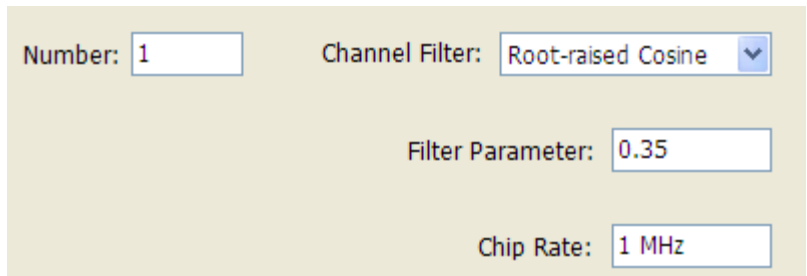 Number: 1 Channel Filter: Root-raised Cosine
Filter Parameter: 0.35
Chip Rate: 1 MHz